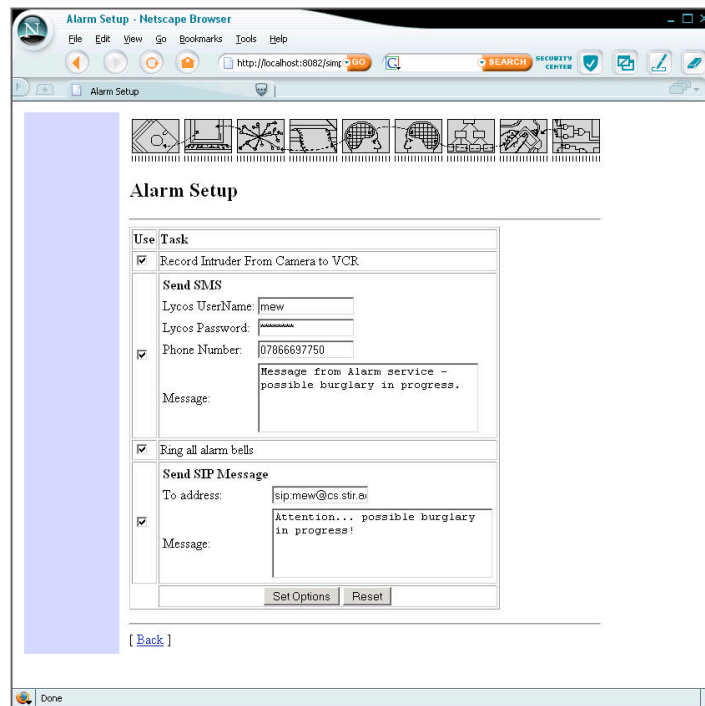 Alarm Setup - Netscape Browser
File Edit View Go Bookmarks Tools Help
http://localhost:8082/simp GO G SEARCH SECURITY CENTER
Alarm Setup
Alarm Setup
Use Task
Record Intruder From Camera to VCR
Send SMS
Lycos UserName: mew
Lycos Password: ********
Phone Number: 07866697750
Message: Message from Alarm service -
possible burglary in progress.
Ring all alarm bells
Send SIP Message
To address: sip:mew@cs.stir.a
Message: Attention... possible burglary
in progress!
Set Options Reset
[ Back ]
Done